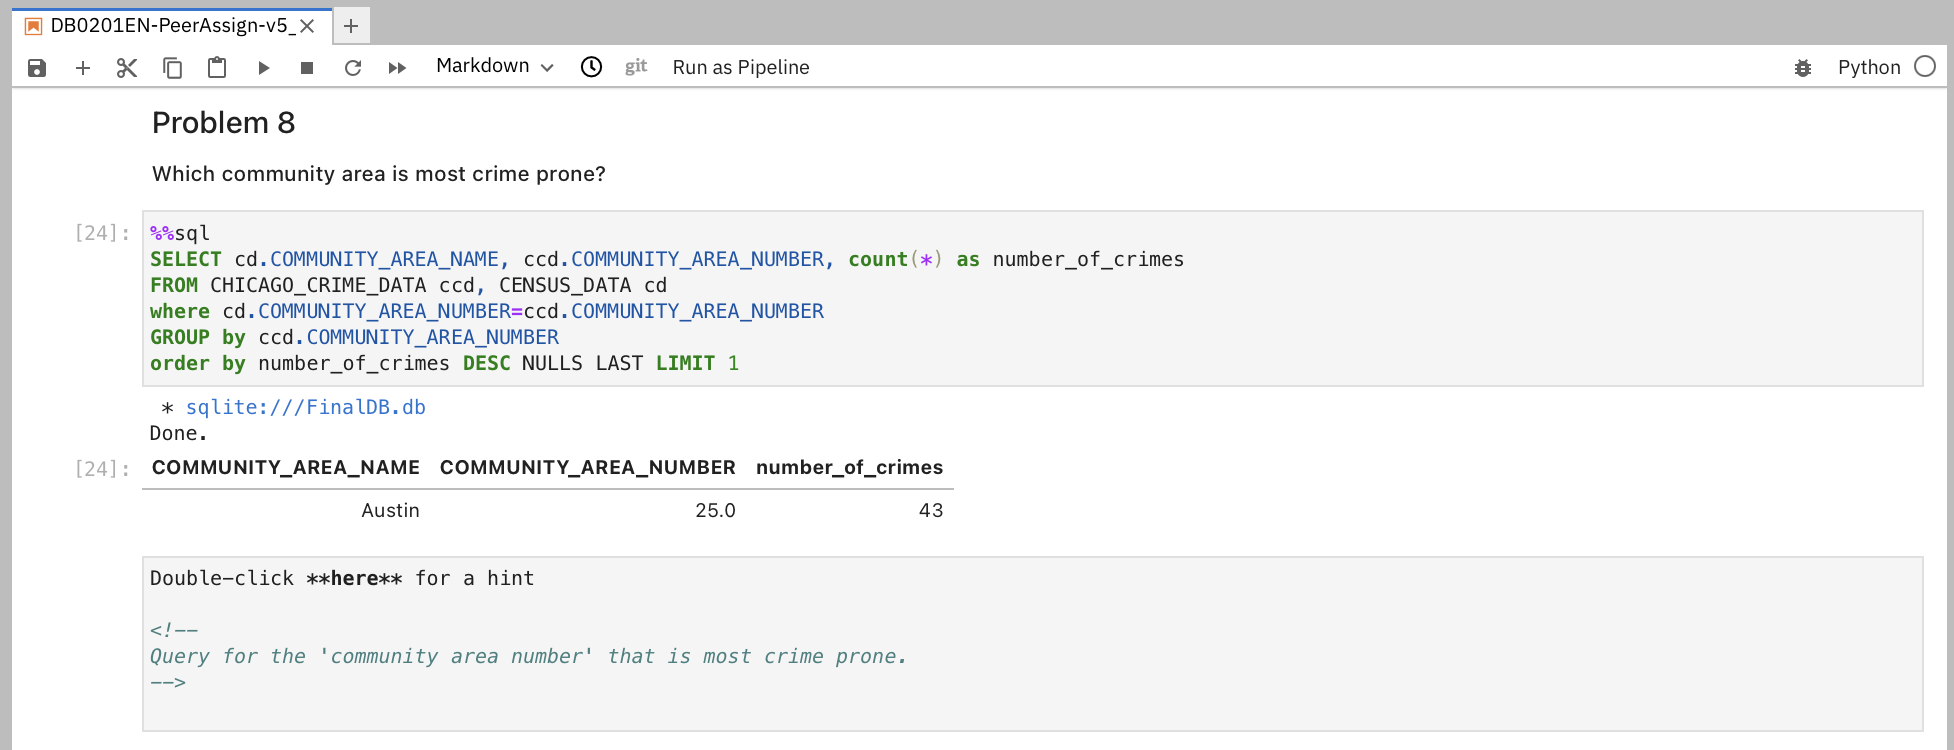 DB0201EN-PeerAssign-v5_
Markdown
git
Run as Pipeline
Python
Problem 8
Which community area is most crime prone?
[24]:
%%sql
SELECT cd.COMMUNITY_AREA_NAME, ccd.COMMUNITY_AREA_NUMBER, count(*) as number_of_crimes
FROM CHICAGO_CRIME_DATA ccd, CENSUS_DATA cd
where cd.COMMUNITY_AREA_NUMBER=ccd.COMMUNITY_AREA_NUMBER
GROUP by ccd.COMMUNITY_AREA_NUMBER
order by number_of_crimes DESC NULLS LAST LIMIT 1
* sqlite:///FinalDB.db
Done.
[24]:
COMMUNITY_AREA_NAME COMMUNITY_AREA_NUMBER number_of_crimes
Austin 25.0 43
Double-click **here** for a hint
<!--
Query for the 'community area number' that is most crime prone.
-->